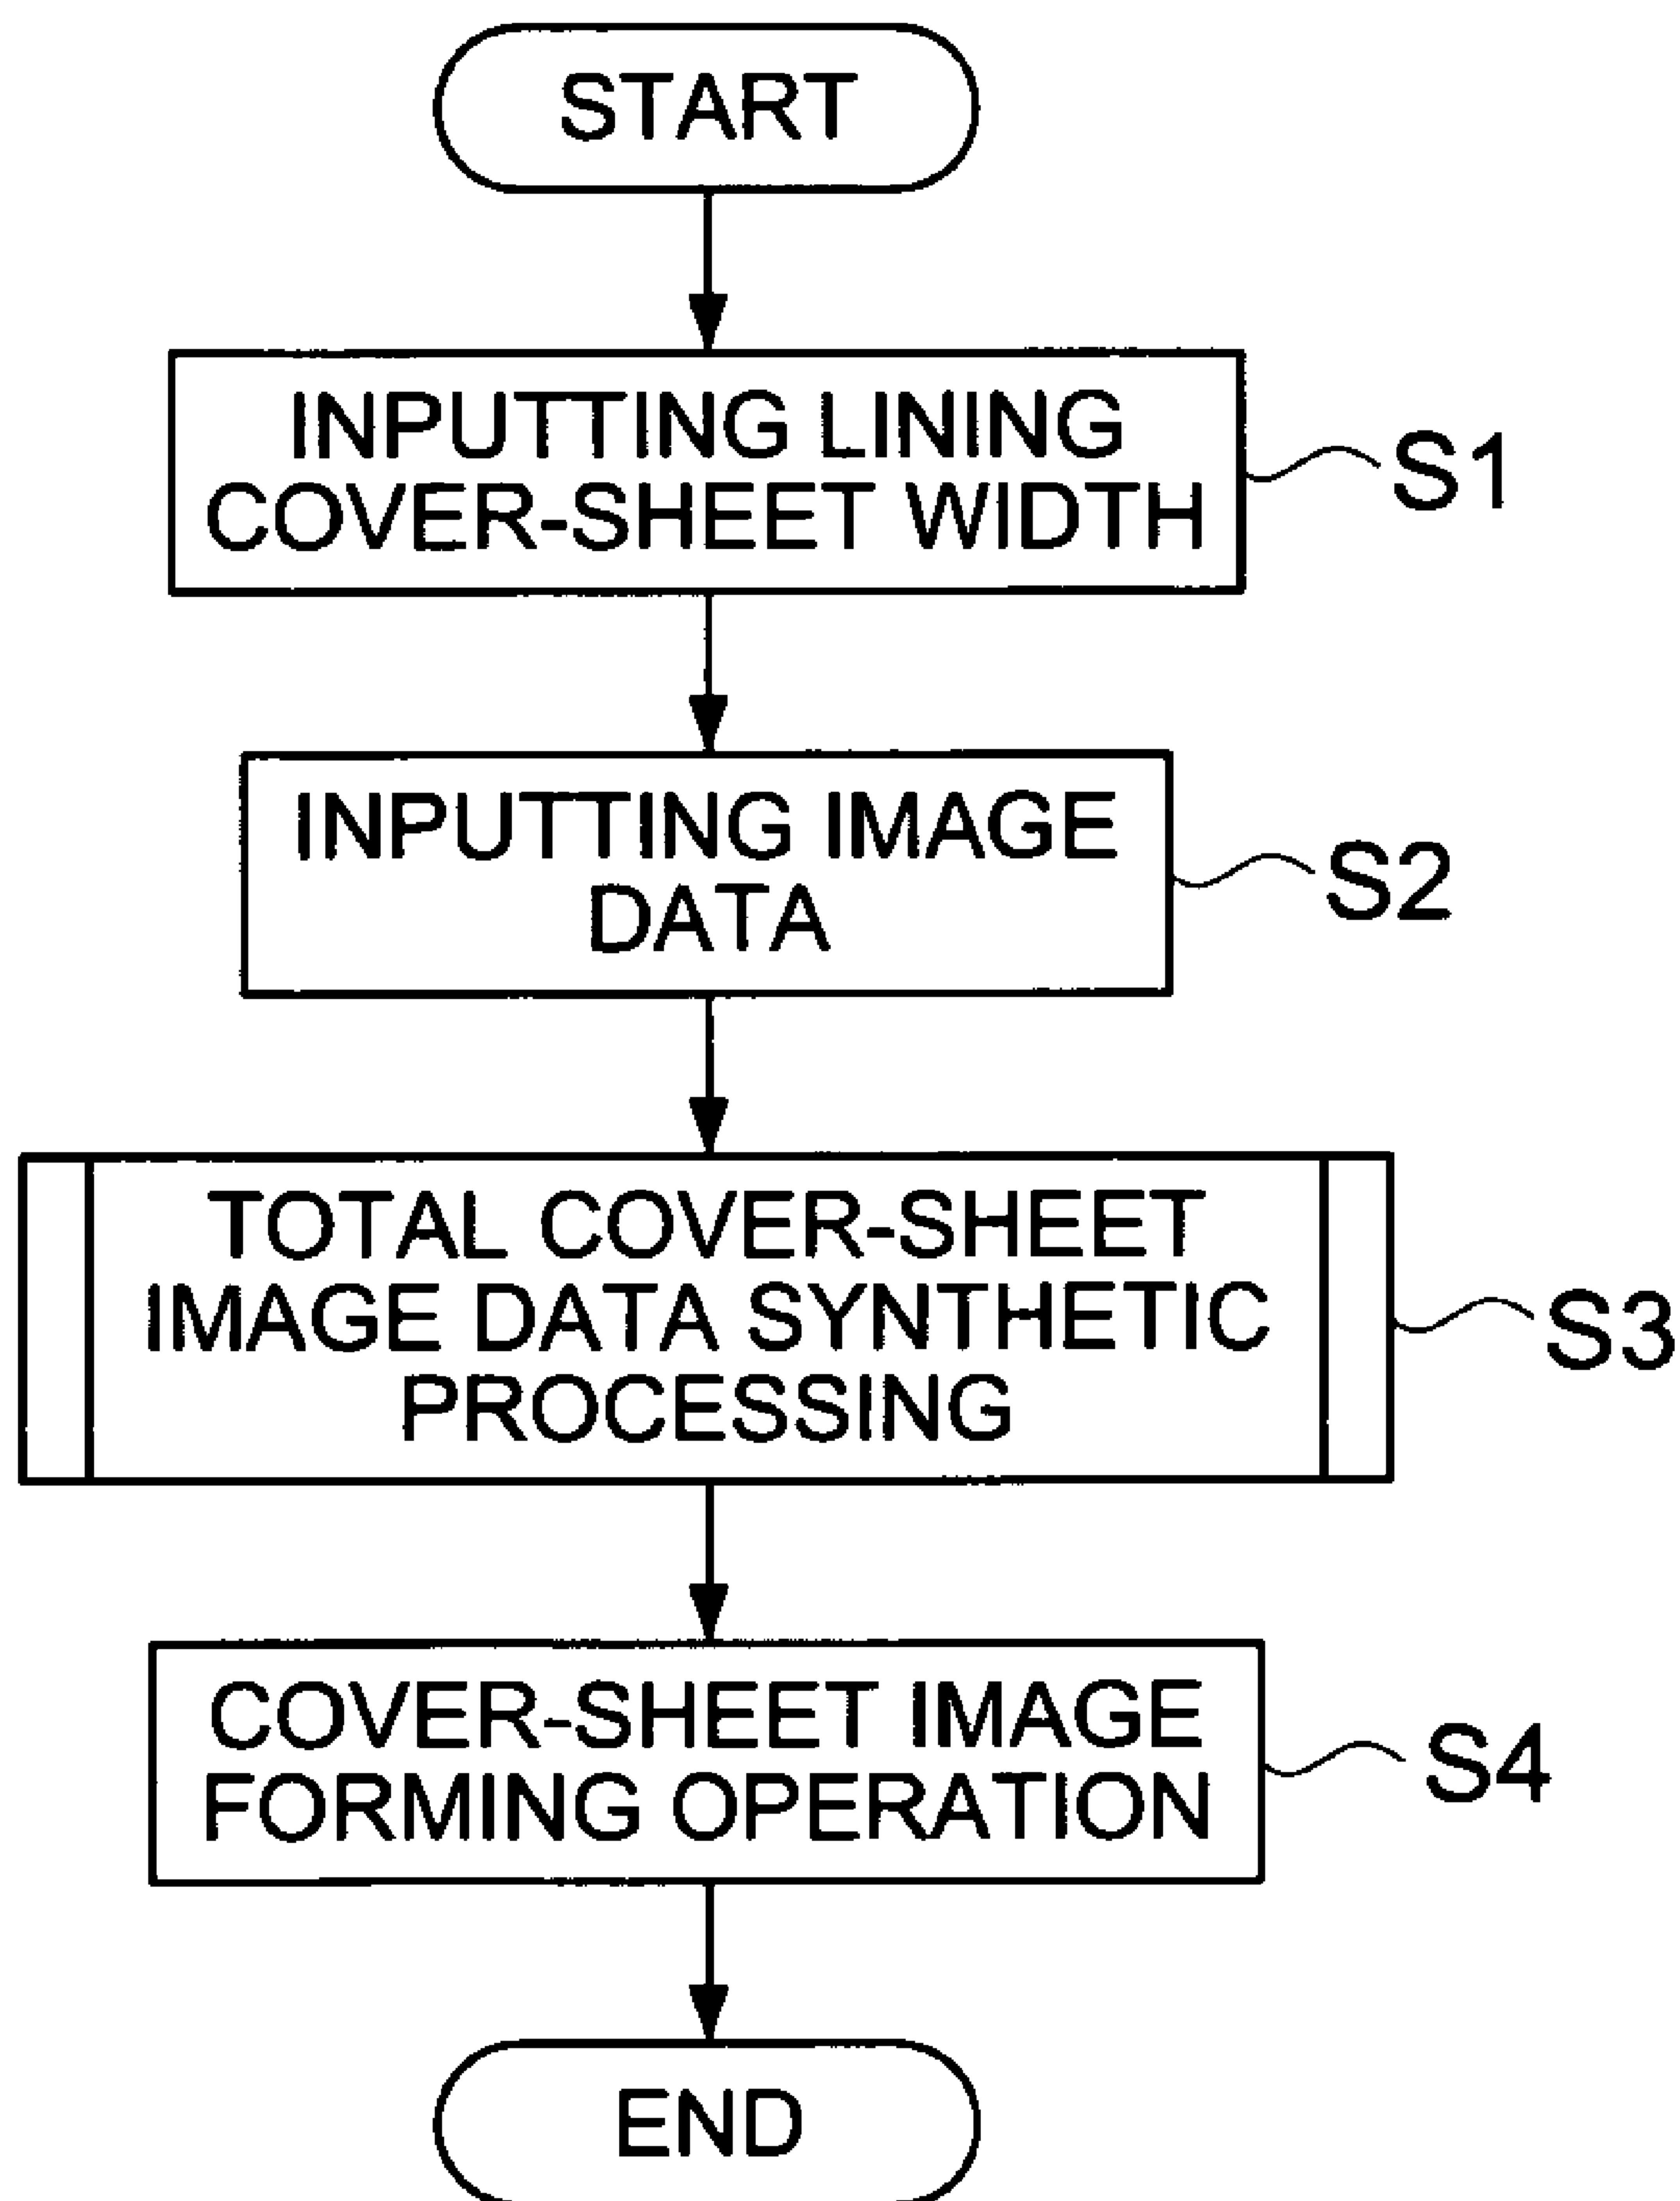 START
INPUTTING LINING
COVER-SHEET WIDTH
S1
INPUTTING IMAGE
DATA
S2
TOTAL COVER-SHEET
IMAGE DATA SYNTHETIC
PROCESSING
S3
COVER-SHEET IMAGE
FORMING OPERATION
S4
END